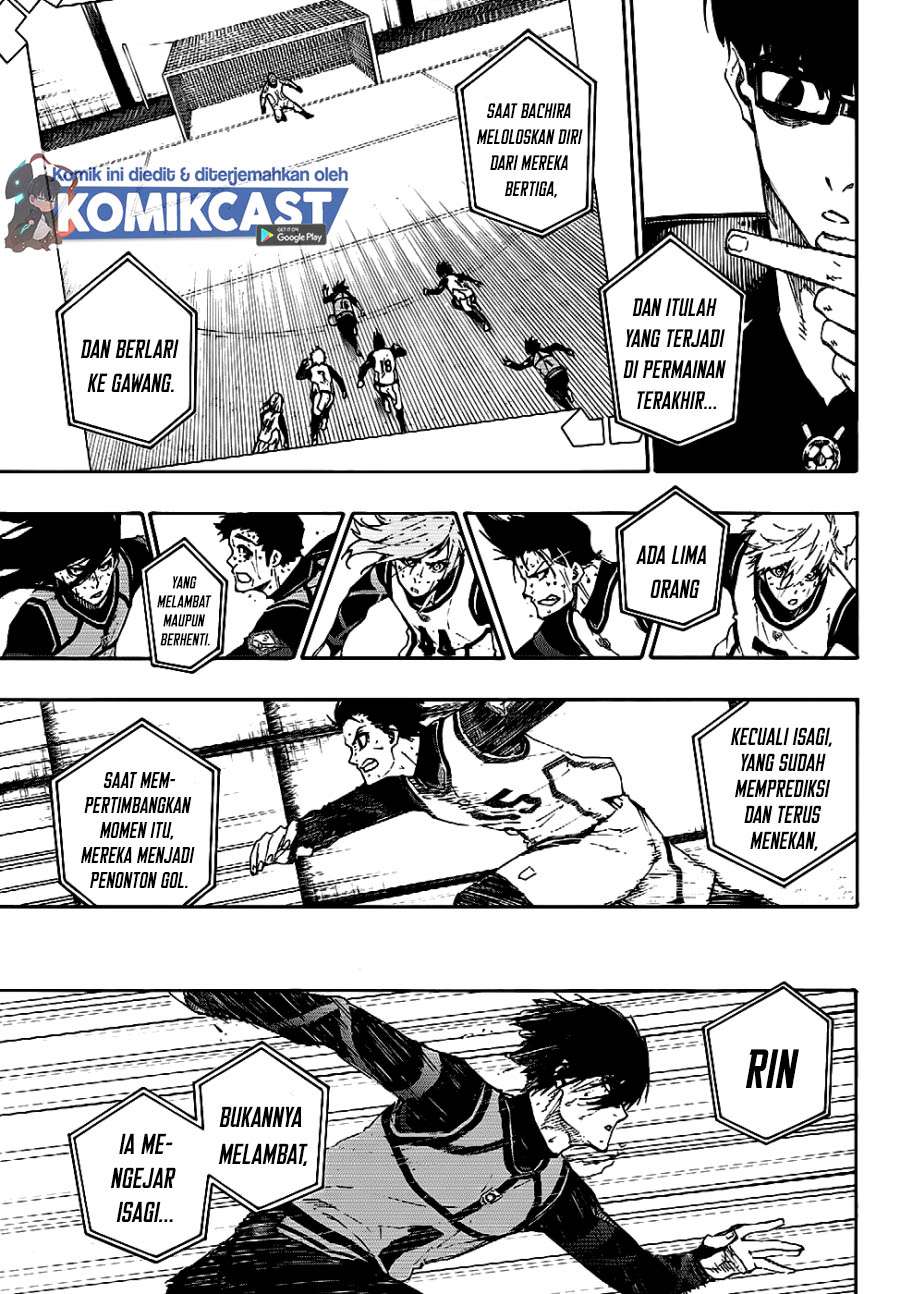 DAN ITULAH
YANG TERJADI
DI PERMAINAN
TERAKHIR...
SAAT BACHIRA
MELOLOSKAN DIRI
DARI MEREKA
BERTIGA,
DAN BERLARI
KE GAWANG.
Komik ini diedit & diterjemahkan oleh
KOMIKCAST
GET IT ON
Google Play
ADA LIMA
ORANG
YANG
MELAMBAT
MAUPUN
BERHENTI.
44
KECUALI ISAGI,
YANG SUDAH
MEMPREDIKSI
DAN TERUS
MENEKAN,
SAAT MEM-
PERTIMBANGKAN
MOMEN ITU,
MEREKA MENJADI
PENONTON GOL.
5
RIN
BUKANNYA
MELAMBAT,
IA ME-
NGEJAR
ISAGI...